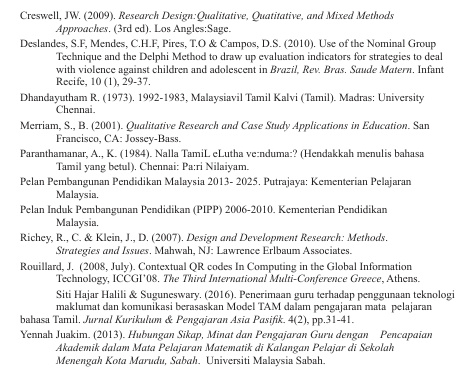 Creswell, JW. (2009). Research Design:Qualitative, Quatitative, and Mixed Methods
Approaches. (3rd ed). Los Angles:Sage.
Deslandes, S.F, Mendes, C.H.F, Pires, T.O & Campos, D.S. (2010). Use of the Nominal Group
Technique and the Delphi Method to draw up evaluation indicators for strategies to deal
with violence against children and adolescent in Brazil, Rev. Bras. Saude Matern. Infant
Recife, 10 (1), 29-37.
Dhandayutham R. (1973). 1992-1983, Malaysiavil Tamil Kalvi (Tamil). Madras: University
Chennai.
Merriam, S., B. (2001). Qualitative Research and Case Study Applications in Education. San
Francisco, CA: Jossey-Bass.
Paranthamanar, A., K. (1984). Nalla TamiL eLutha ve:nduma:? (Hendakkah menulis bahasa
Tamil yang betul). Chennai: Pa:ri Nilaiyam.
Pelan Pembangunan Pendidikan Malaysia 2013- 2025. Putrajaya: Kementerian Pelajaran
Malaysia.
Pelan Induk Pembangunan Pendidikan (PIPP) 2006-2010. Kementerian Pendidikan
Malaysia.
Richey, R., C. & Klein, J., D. (2007). Design and Development Research: Methods.
Strategies and Issues. Mahwah, NJ: Lawrence Erlbaum Associates.
Rouillard, J. (2008, July). Contextual QR codes In Computing in the Global Information
Technology, ICCGI'08. The Third International Multi-Conference Greece, Athens.
Siti Hajar Halili & Suguneswary. (2016). Penerimaan guru terhadap penggunaan teknologi
maklumat dan komunikasi berasaskan Model TAM dalam pengajaran mata pelajaran
bahasa Tamil. Jurnal Kurikulum & Pengajaran Asia Pasifik. 4(2), pp.31-41.
Yennah Juakim. (2013). Hubungan Sikap, Minat dan Pengajaran Guru dengan Pencapaian
Akademik dalam Mata Pelajaran Matematik di Kalangan Pelajar di Sekolah
Menengah Kota Marudu, Sabah. Universiti Malaysia Sabah.